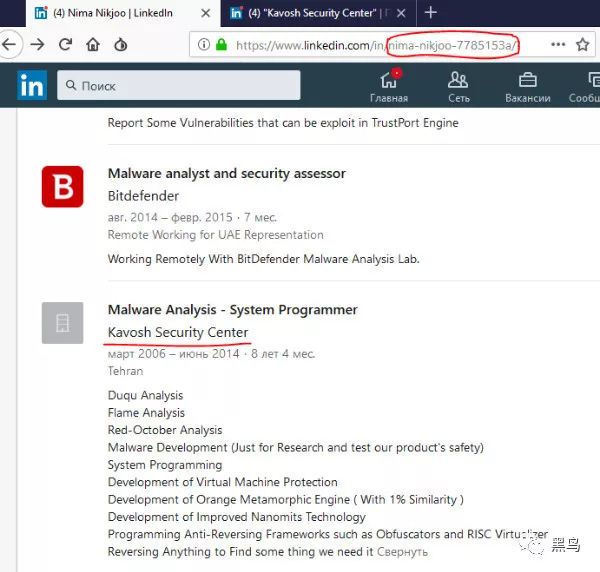 (4) Nima Nikjoo | LinkedIn
(4) "Kavosh Security Center" | П
https://www.linkedin.com/in/nima-nikjoo-7785153a/
in
Поиск
Главная
Сеть
Вакансии
Сообщ
Report Some Vulnerabilities that can be exploit in TrustPort Engine
B
Malware analyst and security assessor
Bitdefender
авг. 2014 – февр. 2015 · 7 мес.
Remote Working for UAE Representation
Working Remotely With BitDefender Malware Analysis Lab.
Malware Analysis - System Programmer
Kavosh Security Center
март 2006 – июнь 2014 · 8 лет 4 мес.
Tehran
Duqu Analysis
Flame Analysis
Red-October Analysis
Malware Development (Just for Research and test our product's safety)
System Programming
Development of Virtual Machine Protection
Development of Orange Metamorphic Engine ( With 1% Similarity )
Development of Improved Nanomits Technology
Programming Anti-Reversing Frameworks such as Obfuscators and RISC Virtualizer
Reversing Anything to Find some thing we need it Свернуть
黑鸟